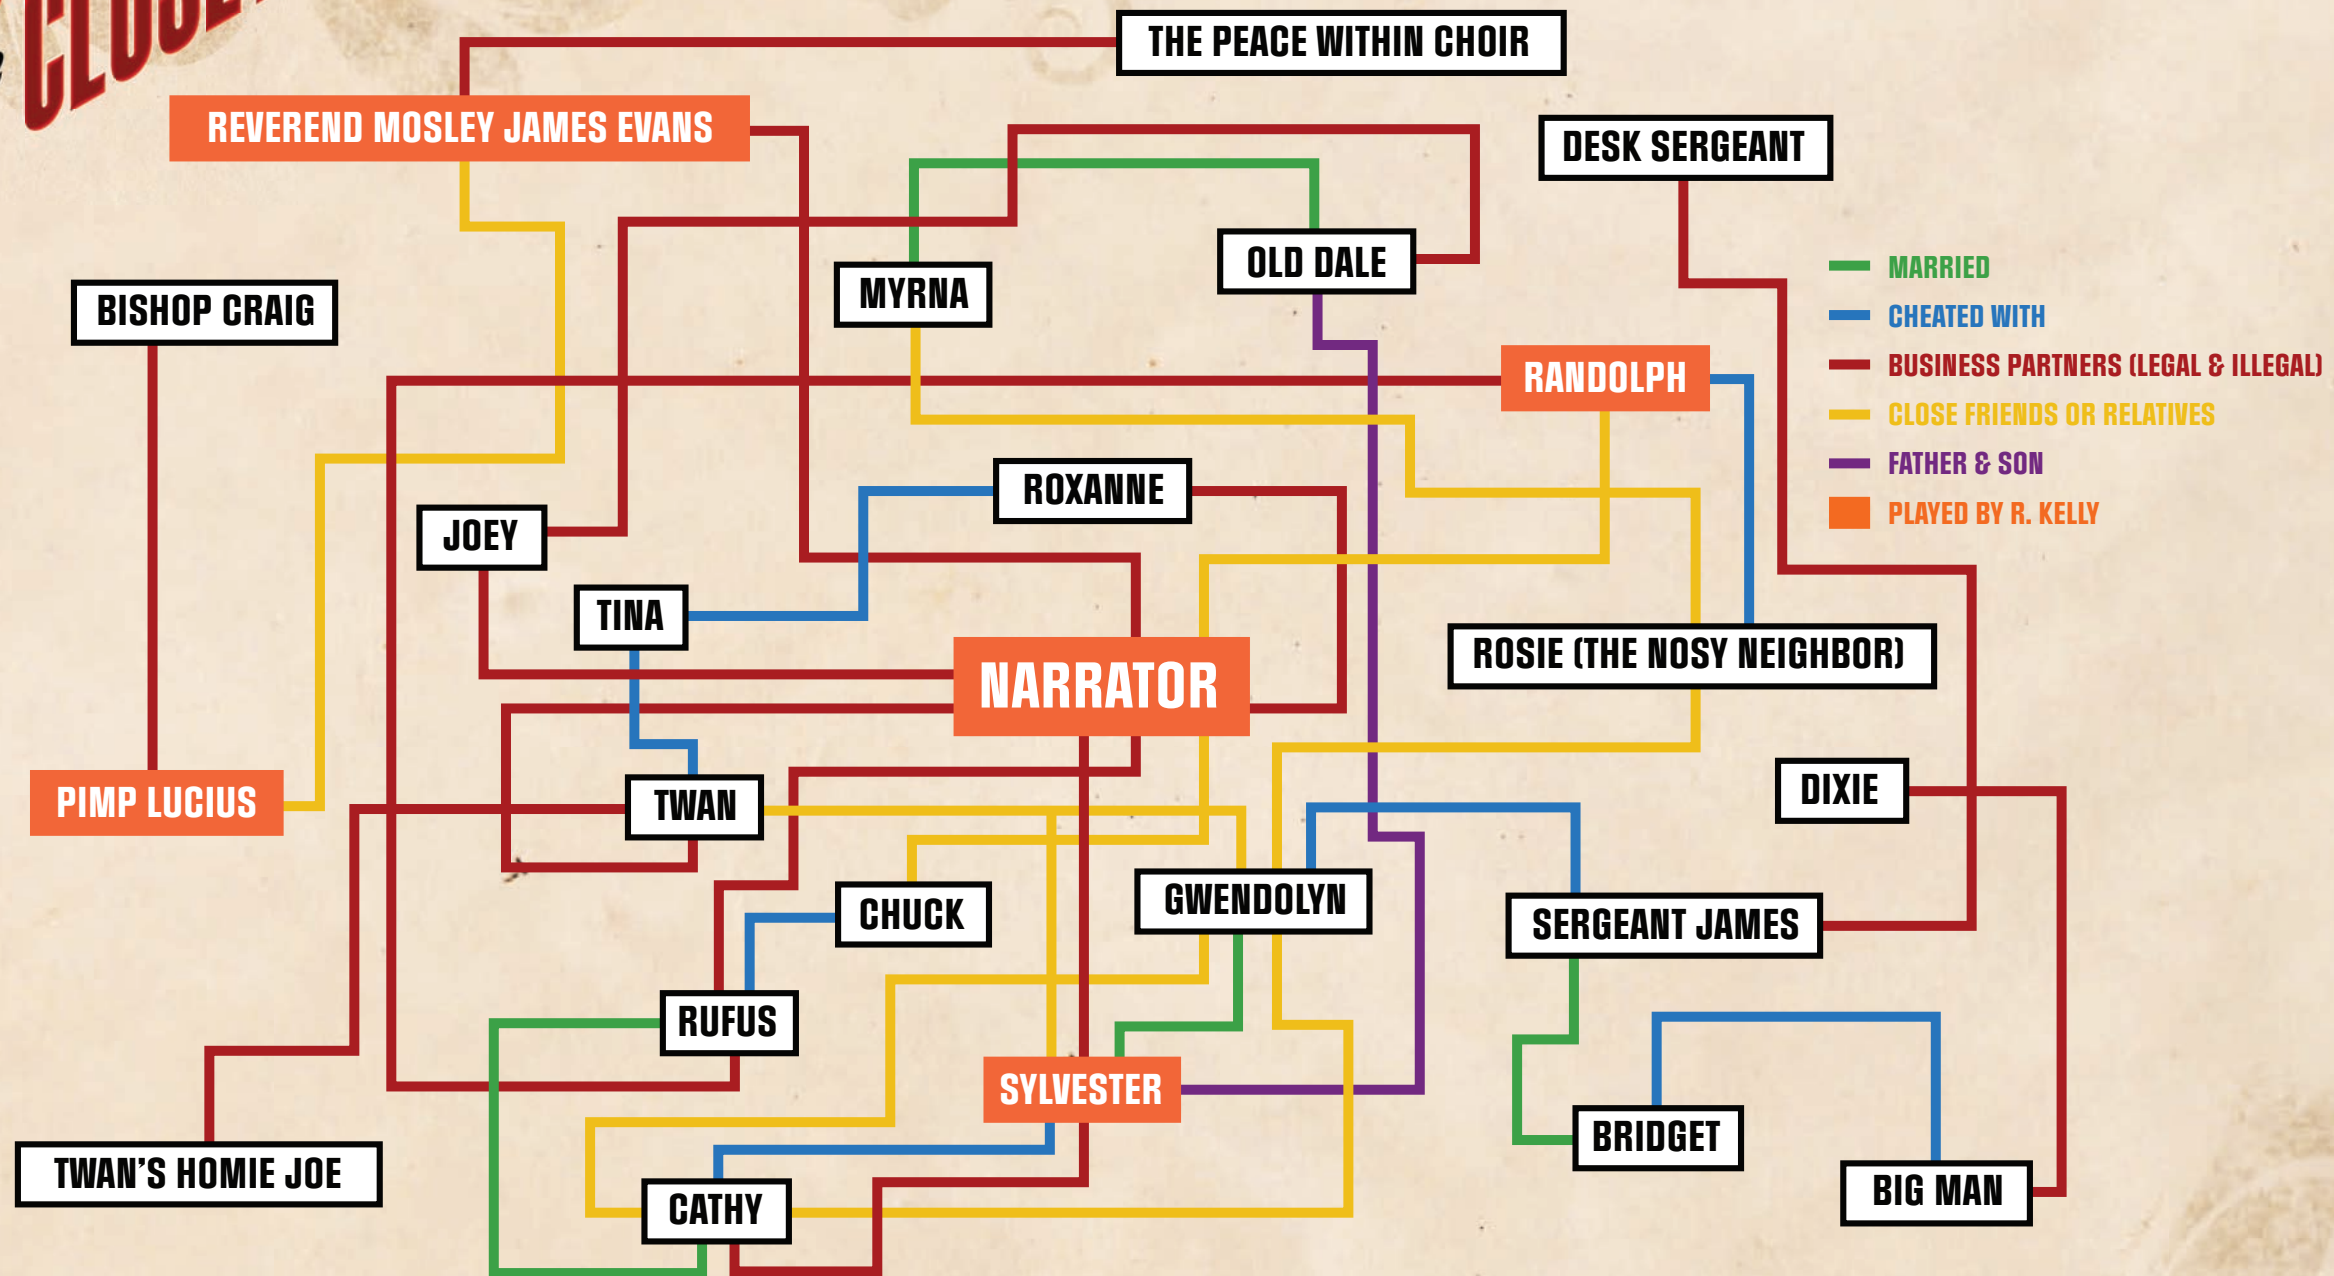 THE PEACE WITHIN CHOIR
REVEREND MOSLEY JAMES EVANS
DESK SERGEANT
OLD DALE
MYRNA
BISHOP CRAIG
MARRIED
CHEATED WITH
BUSINESS PARTNERS (LEGAL & ILLEGAL)
CLOSE FRIENDS OR RELATIVES
FATHER & SON
PLAYED BY R. KELLY
RANDOLPH
ROXANNE
JOEY
TINA
ROSIE (THE NOSY NEIGHBOR)
NARRATOR
DIXIE
PIMP LUCIUS
TWAN
GWENDOLYN
CHUCK
SERGEANT JAMES
RUFUS
SYLVESTER
BRIDGET
TWAN'S HOMIE JOE
BIG MAN
CATHY